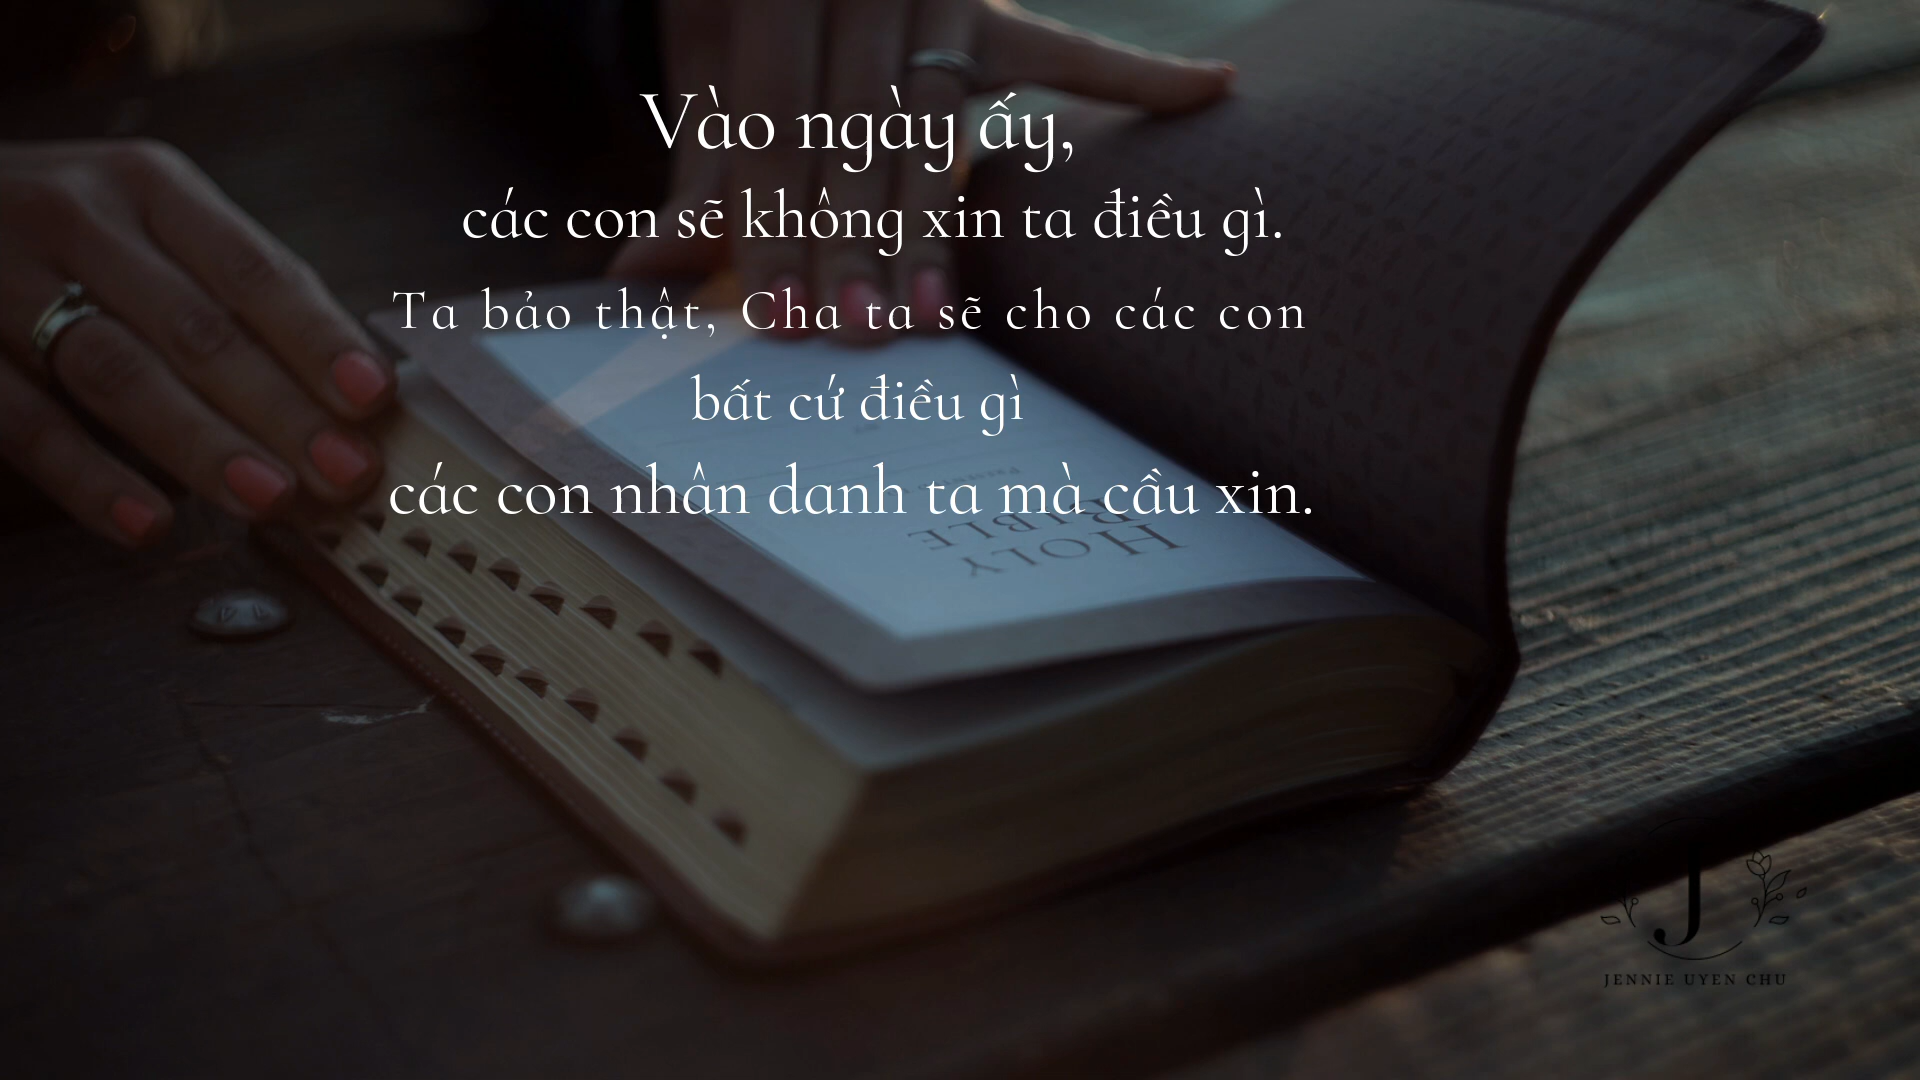 Vào ngày ấy,
các con sẽ không xin ta điều gì.
Ta bảo thật, Cha ta sẽ cho các con
bất cứ điều gì
các con nhân danh ta mà cầu xin.
HOLY
BIBLE
J
JENNIE UYEN CHU